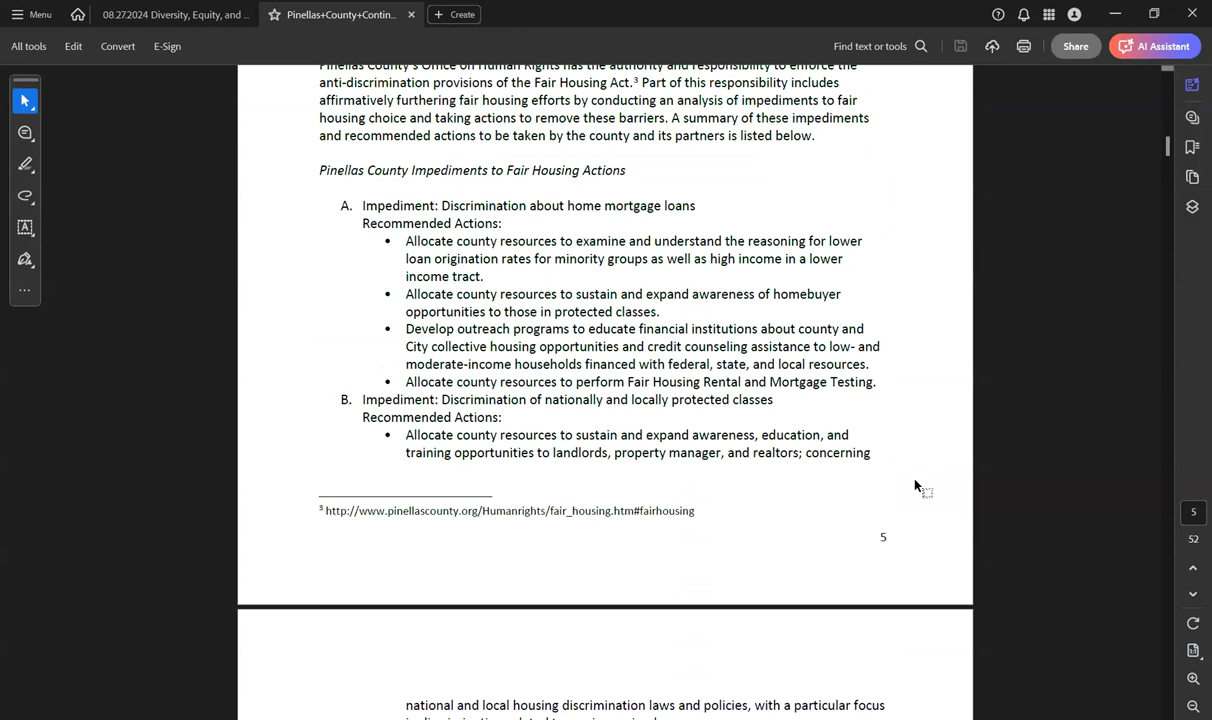 Menu
08.27.2024 Diversity, Equity, and ...
Pinellas+County+Contin...
Create
All tools
Edit
Convert
E-Sign
Find text or tools
Share
AI Assistant
Pinellas County's Office on Human Rights has the authority and responsibility to enforce the
anti-discrimination provisions of the Fair Housing Act.³ Part of this responsibility includes
affirmatively furthering fair housing efforts by conducting an analysis of impediments to fair
housing choice and taking actions to remove these barriers. A summary of these impediments
and recommended actions to be taken by the county and its partners is listed below.
Pinellas County Impediments to Fair Housing Actions
A. Impediment: Discrimination about home mortgage loans
Recommended Actions:
• Allocate county resources to examine and understand the reasoning for lower
loan origination rates for minority groups as well as high income in a lower
income tract.
• Allocate county resources to sustain and expand awareness of homebuyer
opportunities to those in protected classes.
• Develop outreach programs to educate financial institutions about county and
City collective housing opportunities and credit counseling assistance to low- and
moderate-income households financed with federal, state, and local resources.
• Allocate county resources to perform Fair Housing Rental and Mortgage Testing.
B. Impediment: Discrimination of nationally and locally protected classes
Recommended Actions:
• Allocate county resources to sustain and expand awareness, education, and
training opportunities to landlords, property manager, and realtors; concerning
³ http://www.pinellascounty.org/Humanrights/fair_housing.htm#fairhousing
5
5
52
national and local housing discrimination laws and policies, with a particular focus